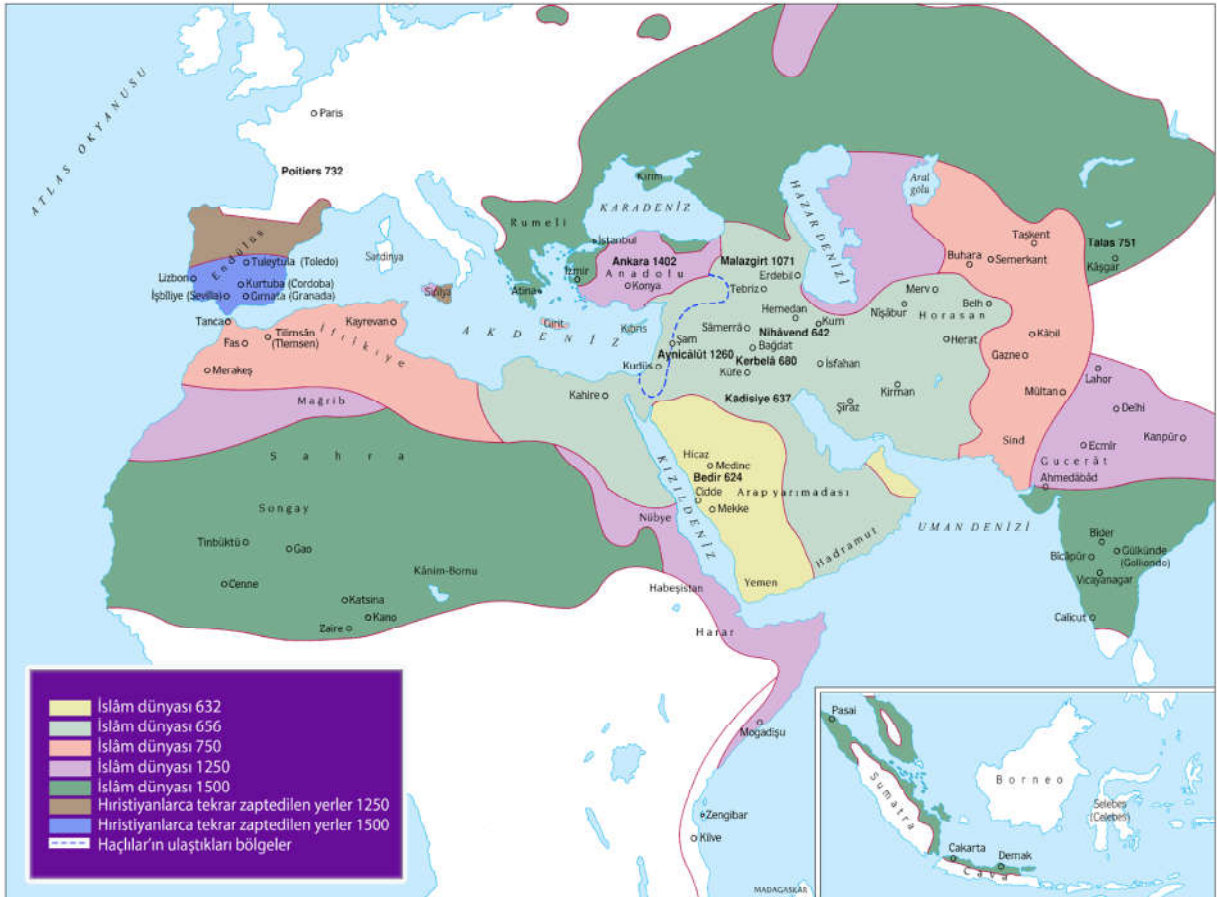 ATLAS OKYANUSU
Paris
Poitiers 732
Kırım
KARADENİZ
Rumeli
HAZAR DENİZİ
Aral
gölü
Taşkent
Talas 751
Buhara
Semerkant
Kâşgar
Endülüs
Tuleytula (Toledo)
Lizbon
Kurtuba (Cordoba)
İşbîliye (Sevilla)
Gırnata (Granada)
Sardinya
İstanbul
Ankara 1402
Anadolu
Malazgirt 1071
İzmir
Konya
Erdebil
Tebriz
Merv
Belh
Nîşâbur
Horasan
Sicilya
Atina
Tanca
Tilimsân
(Tlemsen)
Kayrevan
İfrîkiye
AKDENİZ
Girit
Kıbrıs
Hemedan
Kum
Sâmerrâ
Nihâvend 642
Herat
Kâbil
Fas
Şam
Bağdat
Aynicâlût 1260
Kerbelâ 680
İsfahan
Gazne
Merakeş
Kudüs
Kûfe
Lahor
Kahire
Kirman
Mültan
Delhi
Mağrib
Kâdisiye 637
Şiraz
Ecmîr
Kanpûr
Sind
Gucerât
Sahra
Hicaz
Medine
Bedir 624
Ahmedâbâd
KIZILDENİZ
Cidde
Arap yarımadası
Songay
Nûbye
Mekke
UMAN DENİZİ
Tinbüktü
Gao
Hadramut
Bîder
Bîcâpûr
Gülkünde
(Golkondo)
Cenne
Kânim-Bornu
Habeşistan
Yemen
Vicayanagar
Katsina
Kano
Calicut
Zaire
Harar
İslâm dünyası 632
İslâm dünyası 656
İslâm dünyası 750
İslâm dünyası 1250
İslâm dünyası 1500
Hıristiyanlarca tekrar zaptedilen yerler 1250
Hıristiyanlarca tekrar zaptedilen yerler 1500
Haçlılar'ın ulaştıkları bölgeler
Mogadişu
Zengibar
Kilve
MADAGASKAR
Pasai
Borneo
Sumatra
Selebes
(Celebes)
Cakarta
Demak
Cava